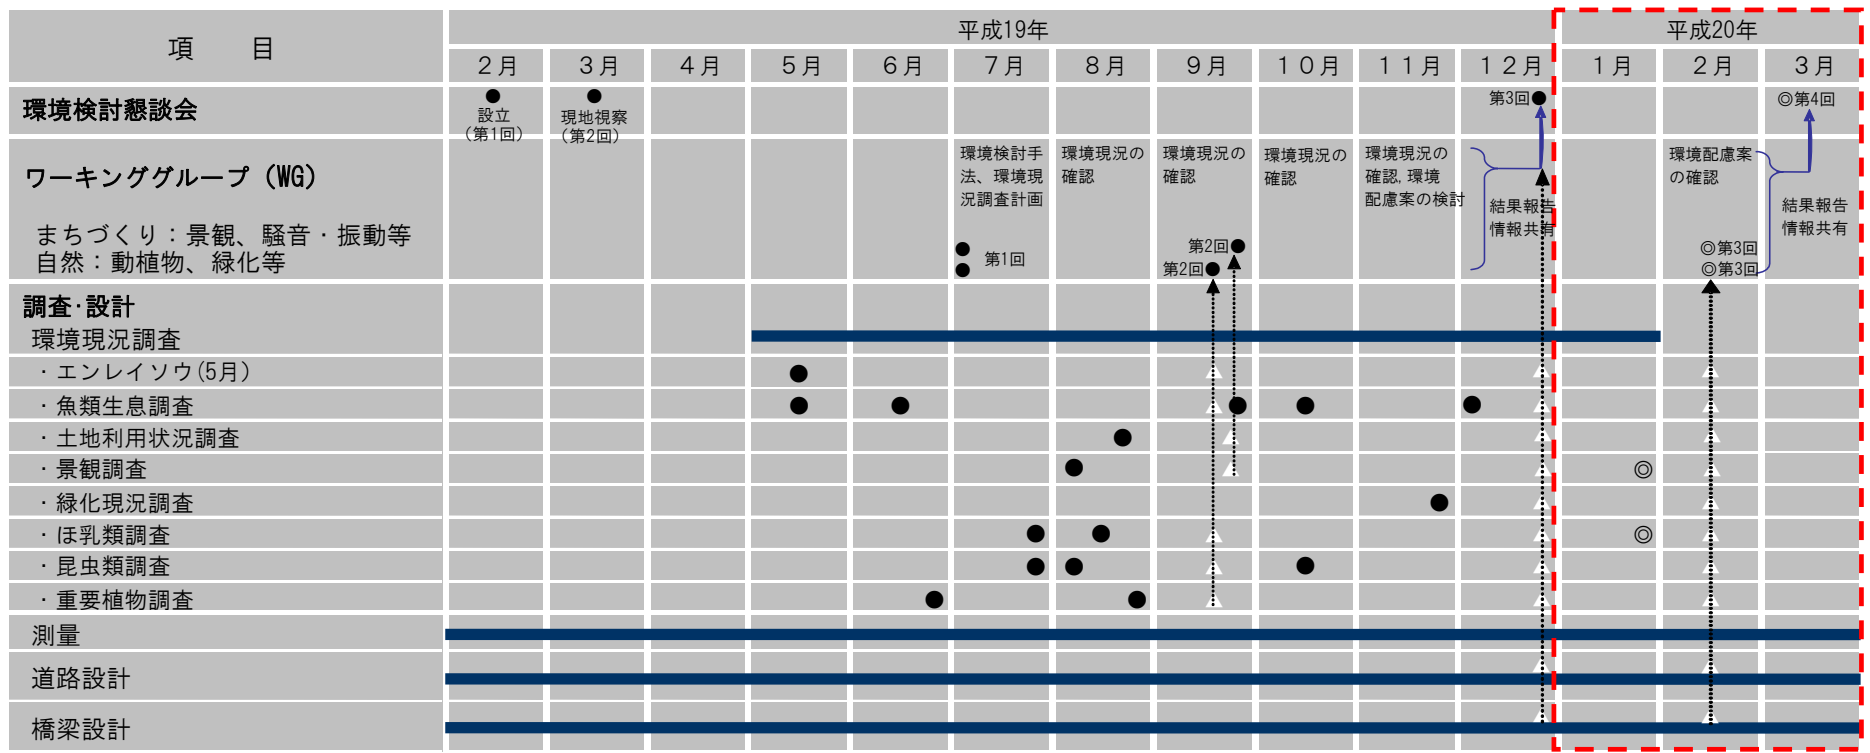 項　目
平成19年
平成20年
２月
３月
４月
５月
６月
７月
８月
９月
１０月
１１月
１２月
１月
２月
３月
環境検討懇談会
●
設立
(第1回)
●
現地視察
(第2回)
第3回●
◎第4回
ワーキンググループ（WG）
まちづくり：景観、騒音・振動等
自然：動植物、緑化等
環境検討手
法、環境現
況調査計画
環境現況の
確認
環境現況の
確認
環境現況の
確認
環境現況の
確認,環境
配慮案の検討
結果報告
情報共有
環境配慮案
の確認
結果報告
情報共有
●
● 第1回
第2回●
第2回●
◎第3回
◎第3回
調査･設計
環境現況調査
・エンレイソウ(5月)
・魚類生息調査
・土地利用状況調査
・景観調査
・緑化現況調査
・ほ乳類調査
・昆虫類調査
・重要植物調査
測量
道路設計
橋梁設計